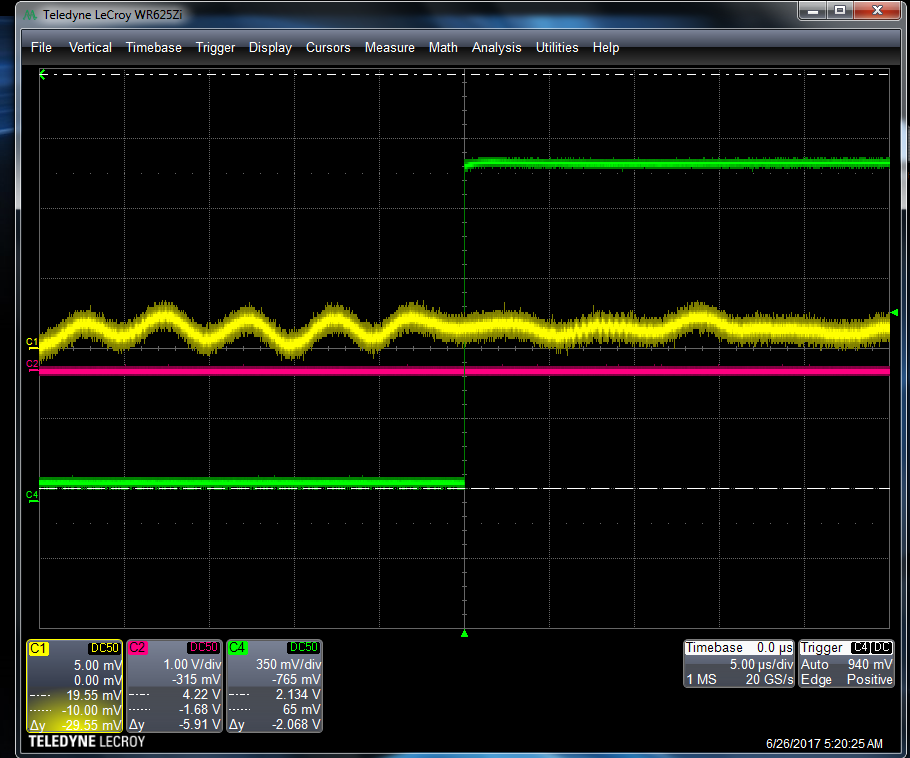 Teledyne LeCroy WR625Zi
File Vertical Timebase Trigger Display Cursors Measure Math Analysis Utilities Help
C1
C2
C4
C1 DC50
5.00 mV
0.00 mV
19.55 mV
-10.00 mV
Δy -29.55 mV
C2 DC50
1.00 V/div
-315 mV
4.22 V
-1.68 V
Δy -5.91 V
C4 DC50
350 mV/div
-765 mV
2.134 V
65 mV
Δy -2.068 V
Timebase 0.0 µs
5.00 µs/div
1 MS 20 GS/s
Trigger C4 DC
Auto 940 mV
Edge Positive
TELEDYNE LECROY
6/26/2017 5:20:25 AM